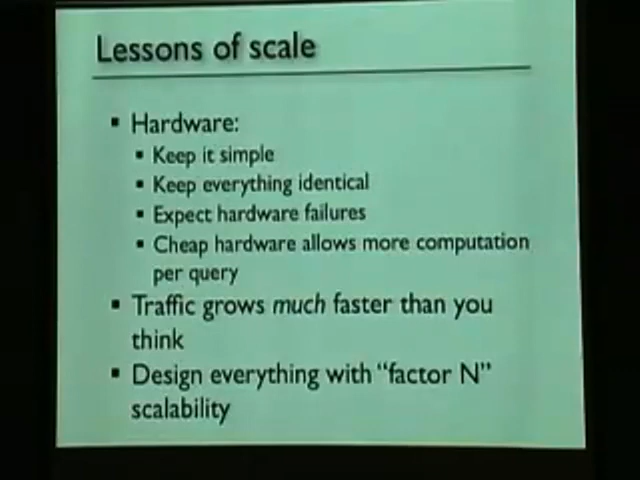 Lessons of scale
▪ Hardware:
▪ Keep it simple
▪ Keep everything identical
▪ Expect hardware failures
▪ Cheap hardware allows more computation
per query
▪ Traffic grows much faster than you
think
▪ Design everything with “factor N”
scalability